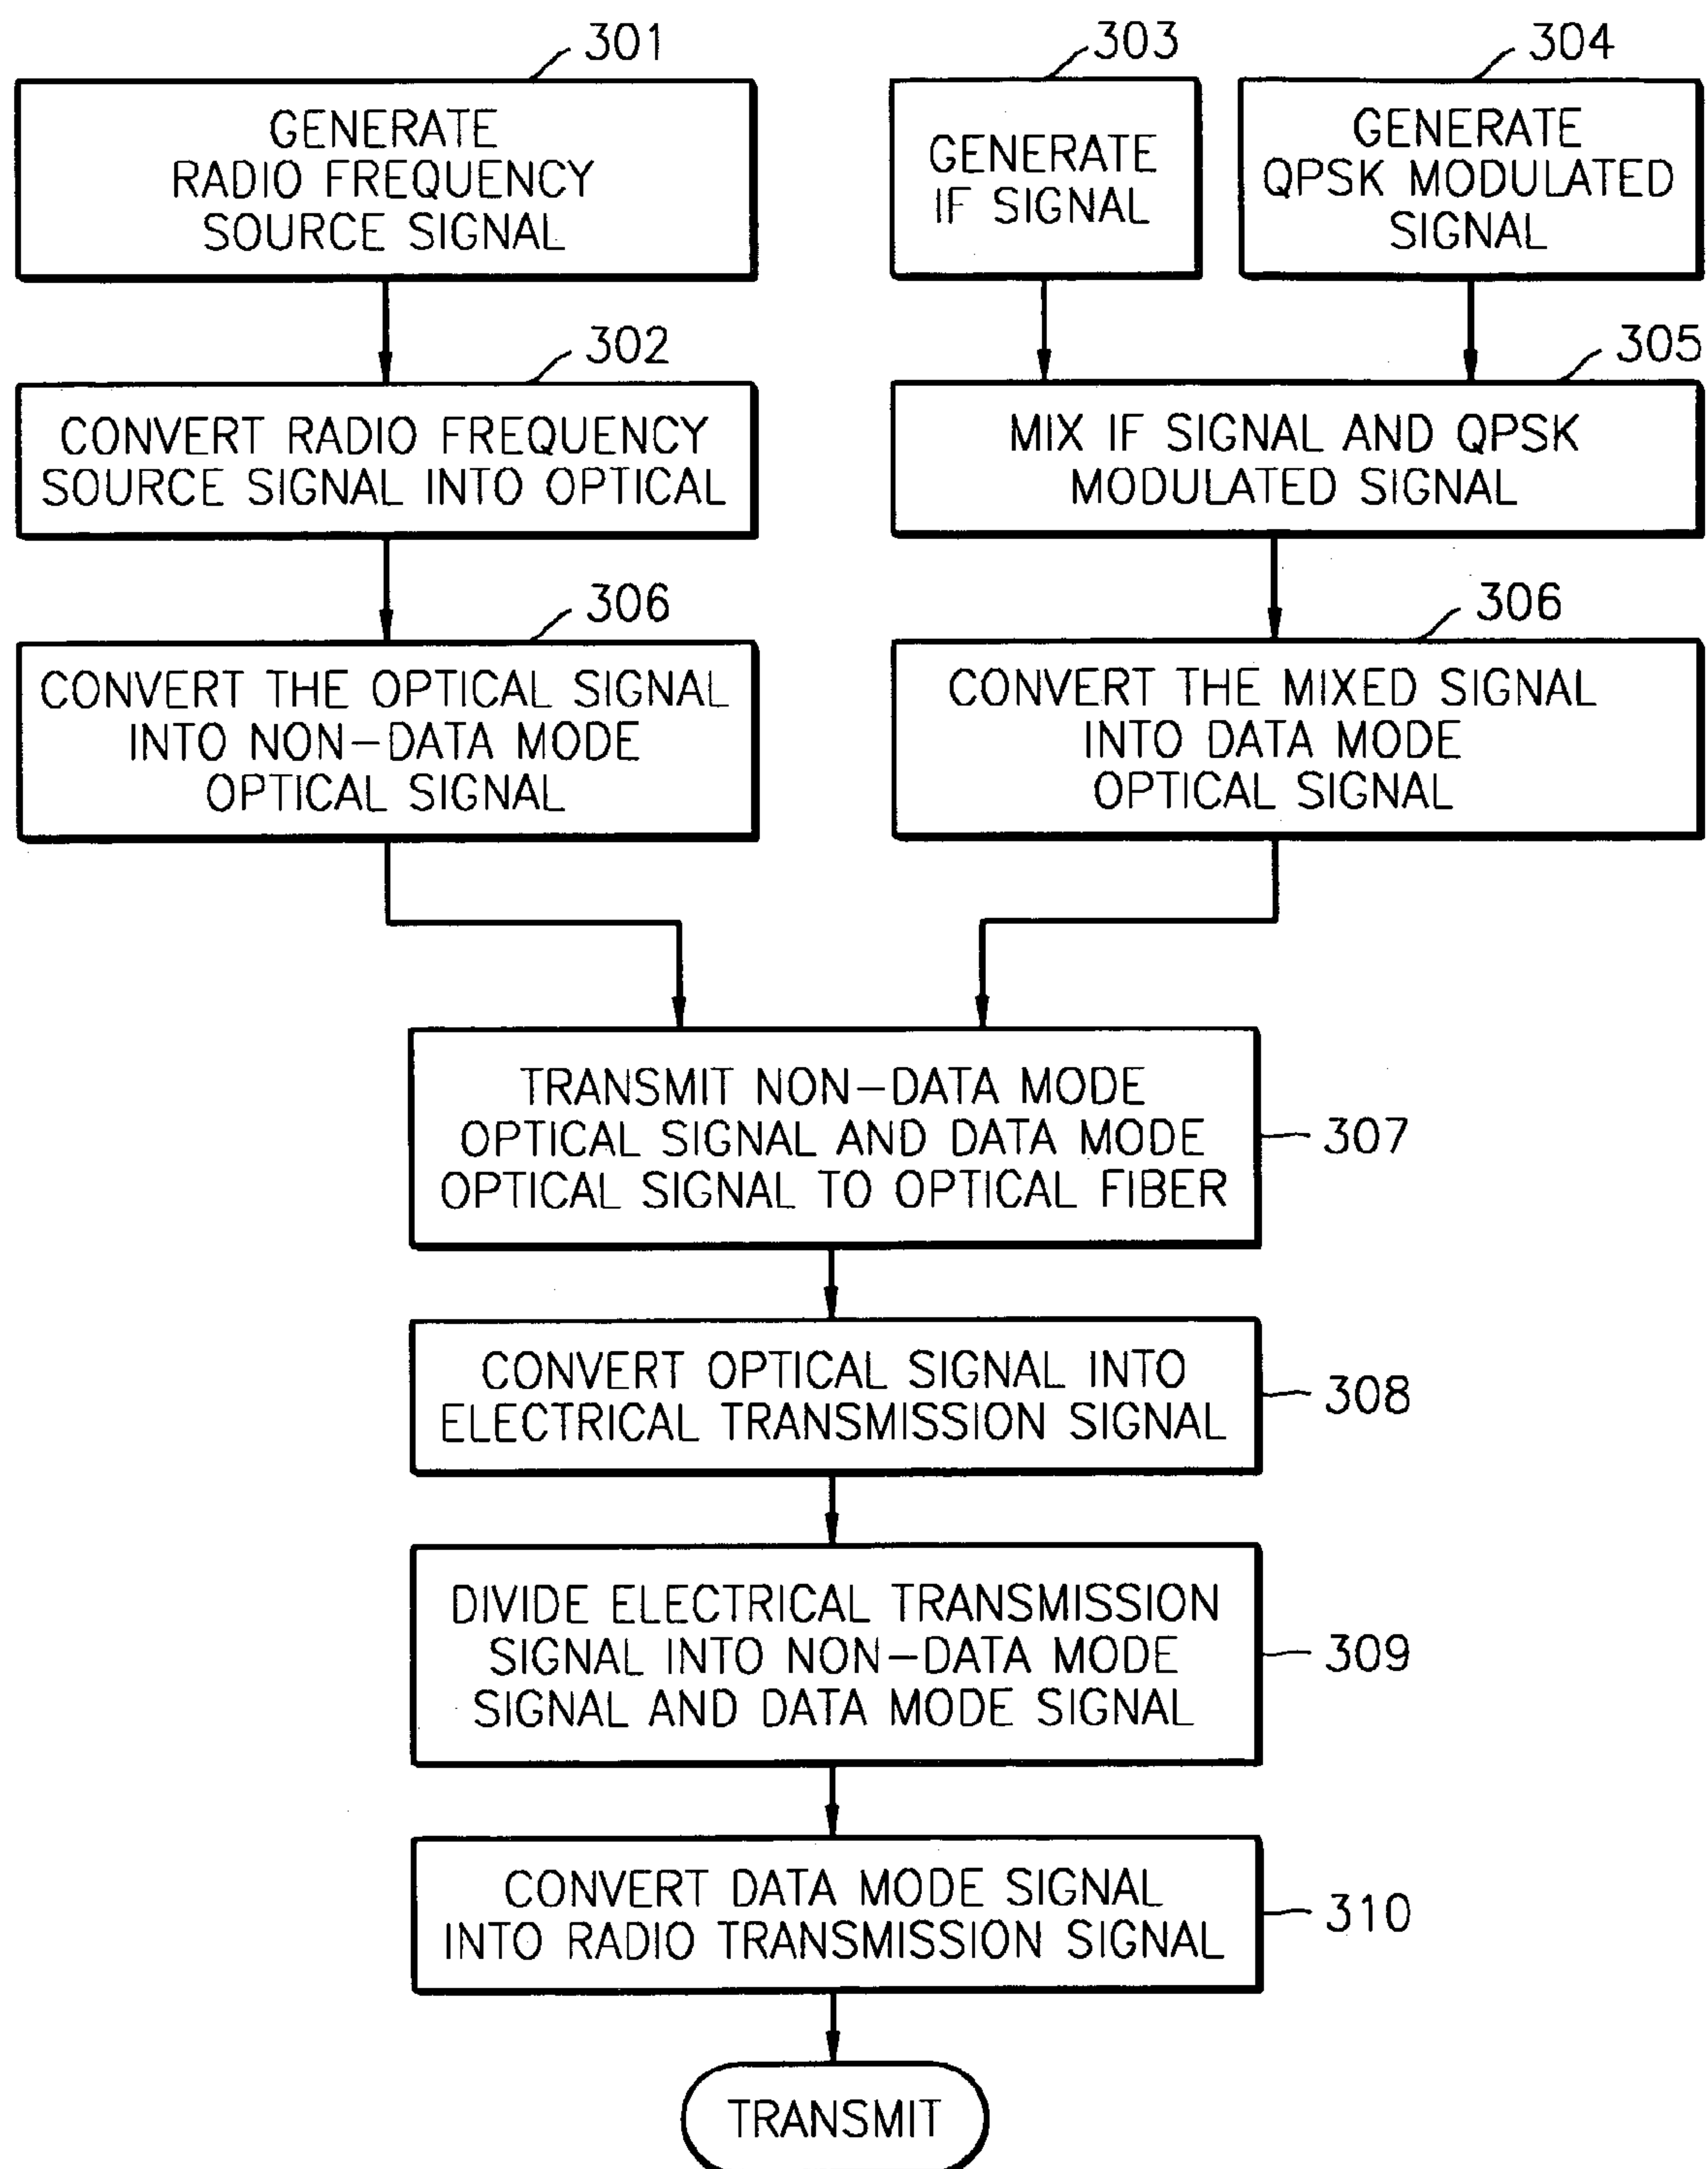 301
GENERATE
RADIO FREQUENCY
SOURCE SIGNAL
303
GENERATE
IF SIGNAL
304
GENERATE
QPSK MODULATED
SIGNAL
302
CONVERT RADIO FREQUENCY
SOURCE SIGNAL INTO OPTICAL
305
MIX IF SIGNAL AND QPSK
MODULATED SIGNAL
306
CONVERT THE OPTICAL SIGNAL
INTO NON-DATA MODE
OPTICAL SIGNAL
306
CONVERT THE MIXED SIGNAL
INTO DATA MODE
OPTICAL SIGNAL
TRANSMIT NON-DATA MODE
OPTICAL SIGNAL AND DATA MODE
OPTICAL SIGNAL TO OPTICAL FIBER
307
CONVERT OPTICAL SIGNAL INTO
ELECTRICAL TRANSMISSION SIGNAL
308
DIVIDE ELECTRICAL TRANSMISSION
SIGNAL INTO NON-DATA MODE
SIGNAL AND DATA MODE SIGNAL
309
CONVERT DATA MODE SIGNAL
INTO RADIO TRANSMISSION SIGNAL
310
TRANSMIT